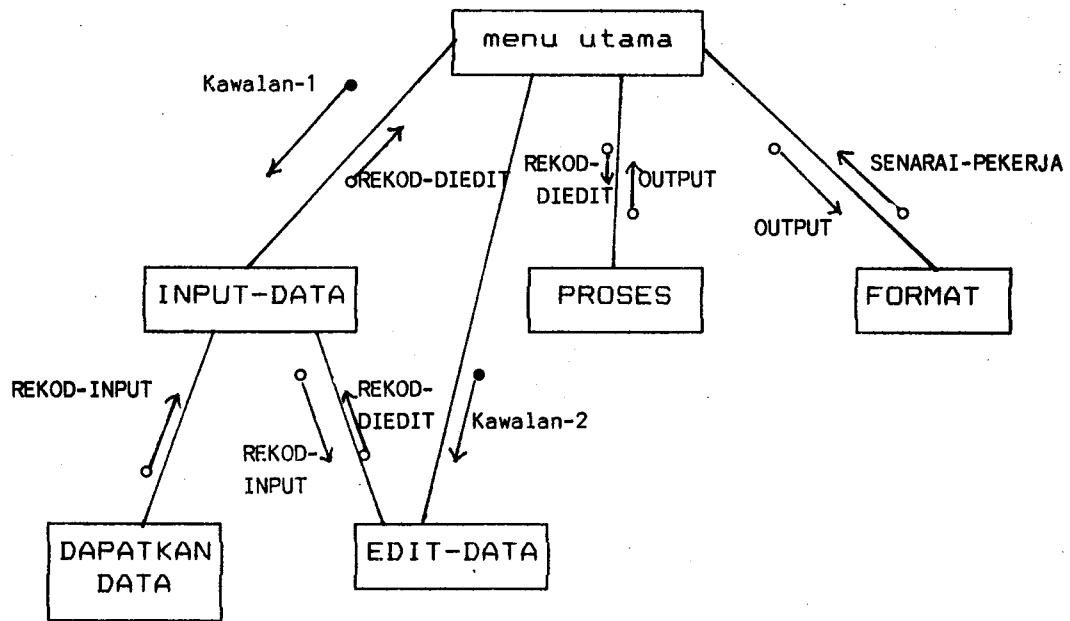 menu utama
Kawalan-1
REKOD-DIEDIT
REKOD-
DIEDIT
OUTPUT
SENARAI-PEKERJA
OUTPUT
INPUT-DATA
PROSES
FORMAT
REKOD-INPUT
REKOD-
DIEDIT
Kawalan-2
REKOD-
INPUT
DAPATKAN
DATA
EDIT-DATA